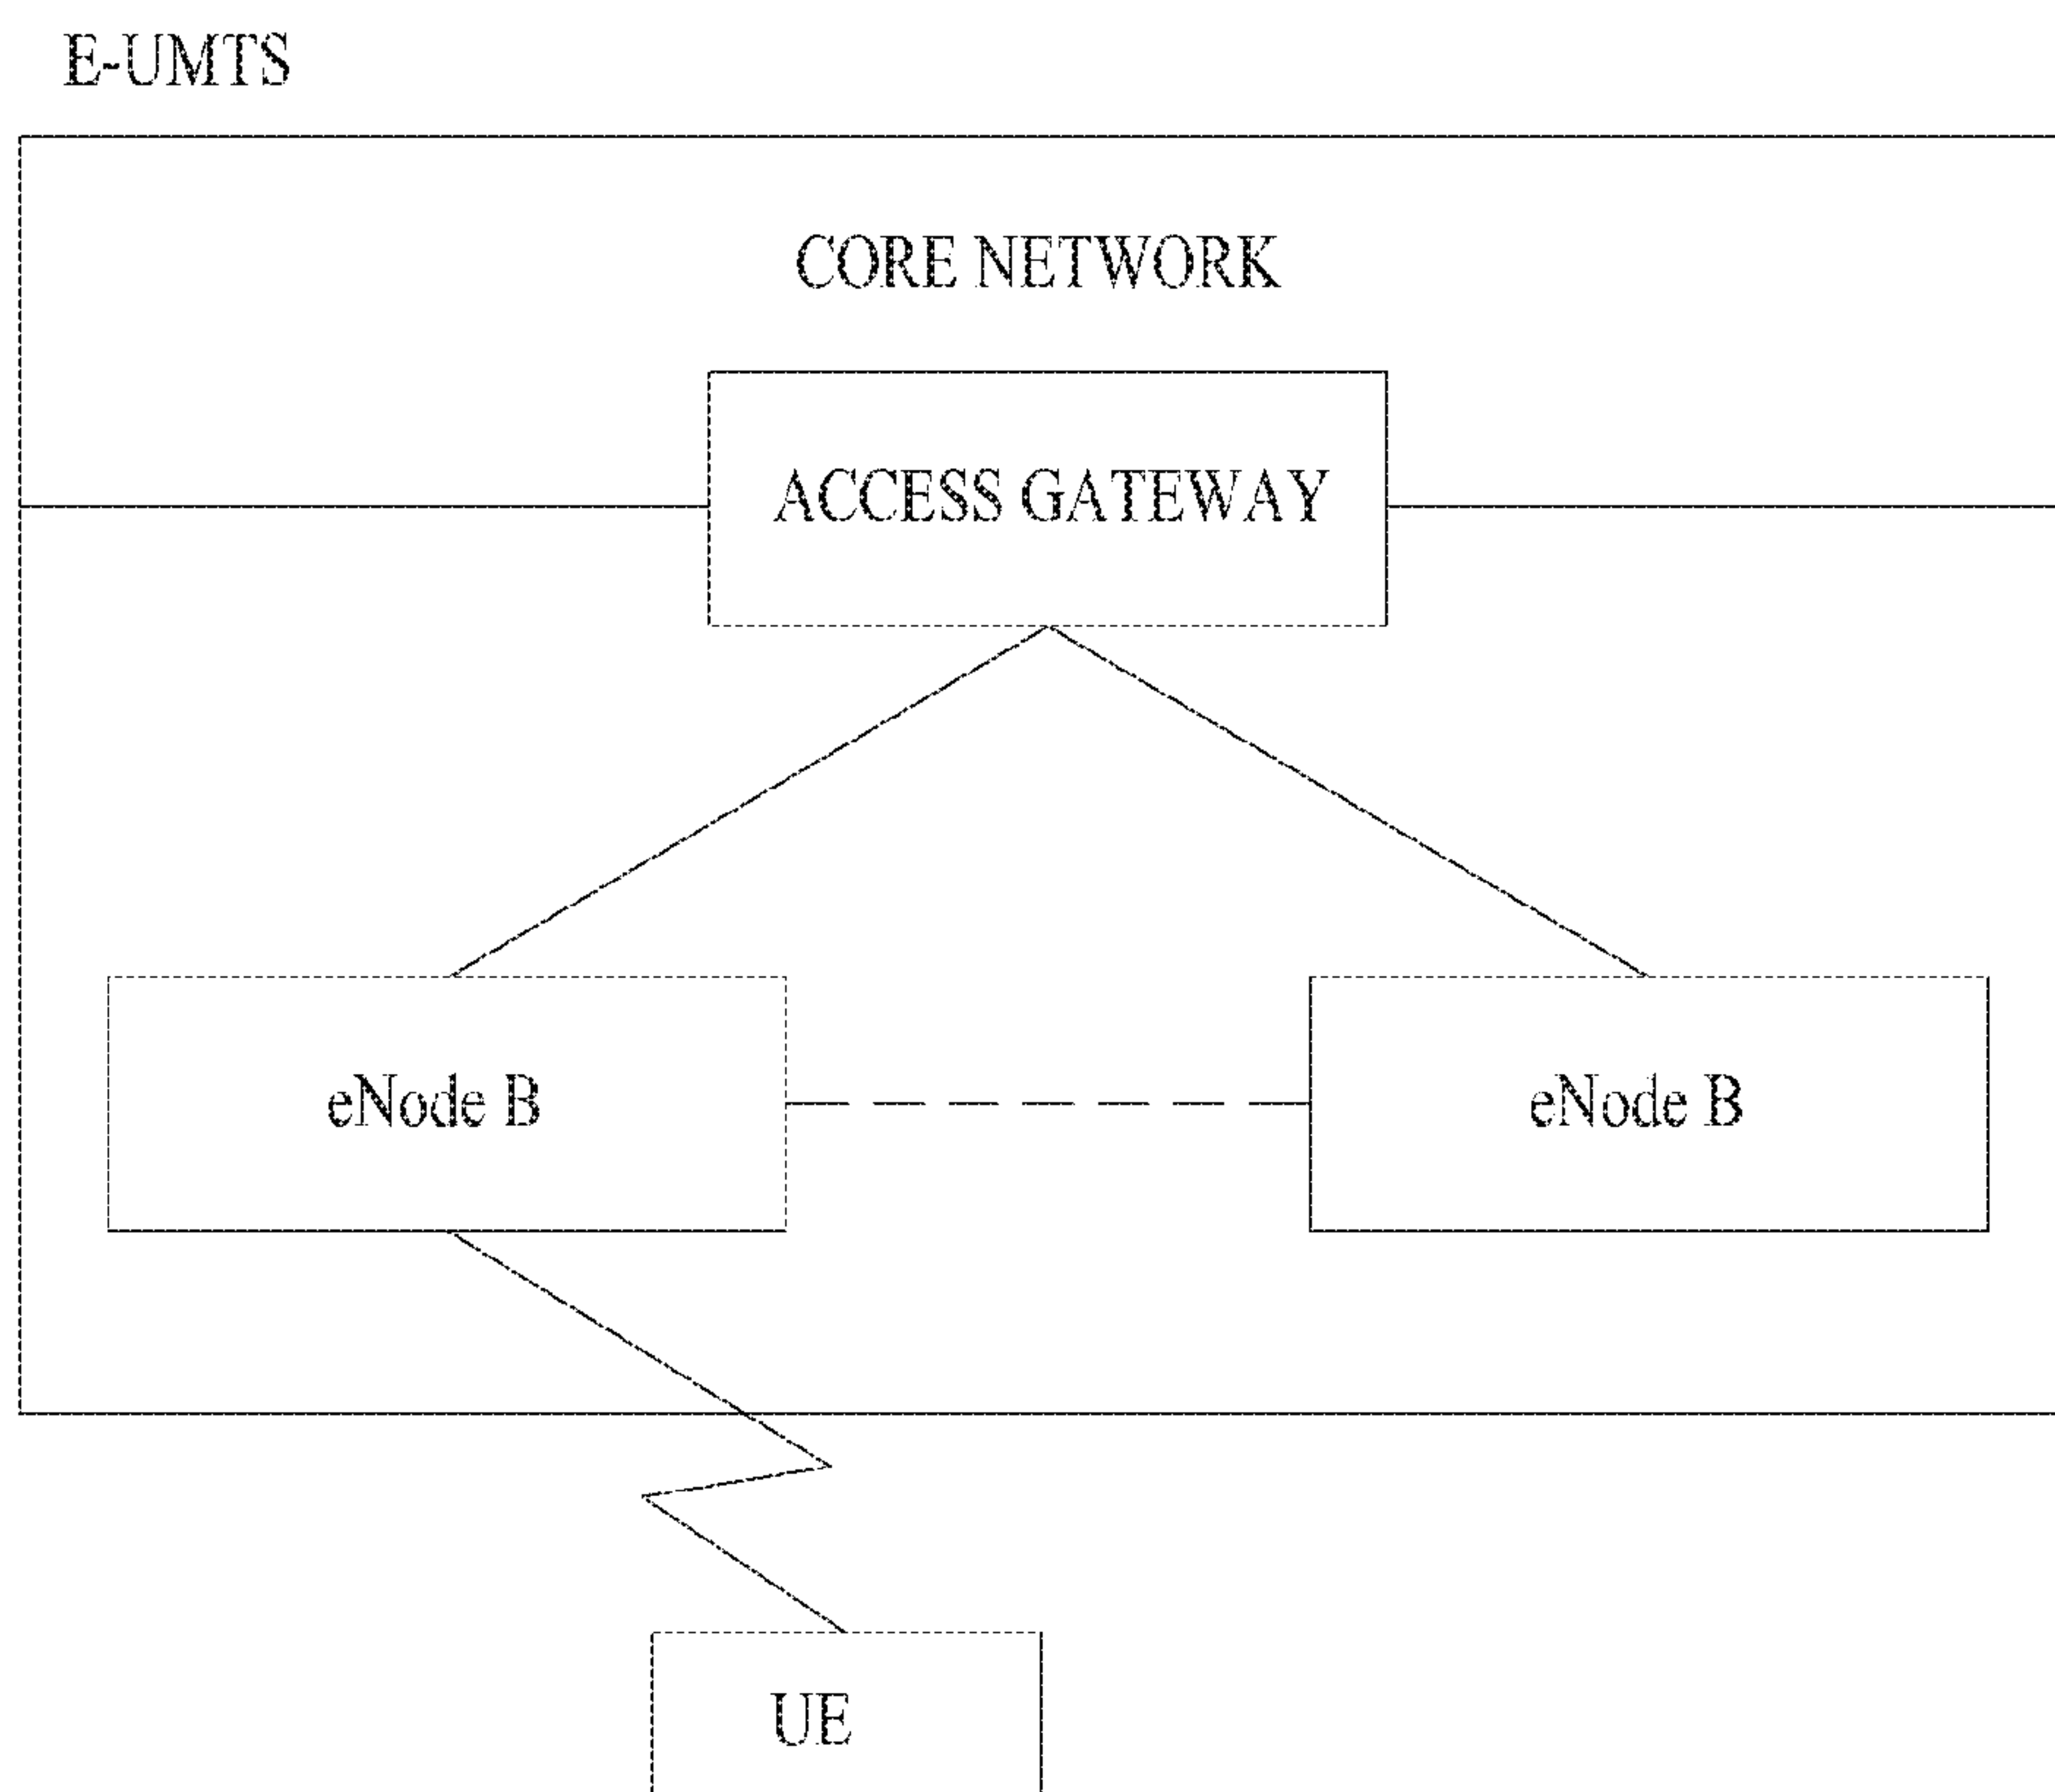 E-UMTS
CORE NETWORK
ACCESS GATEWAY
eNode B
eNode B
UE